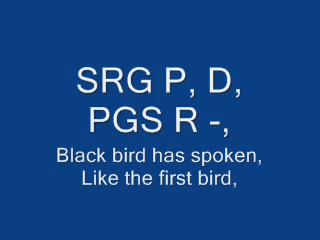 SRG P, D,
PGS R -,
Black bird has spoken,
Like the first bird,